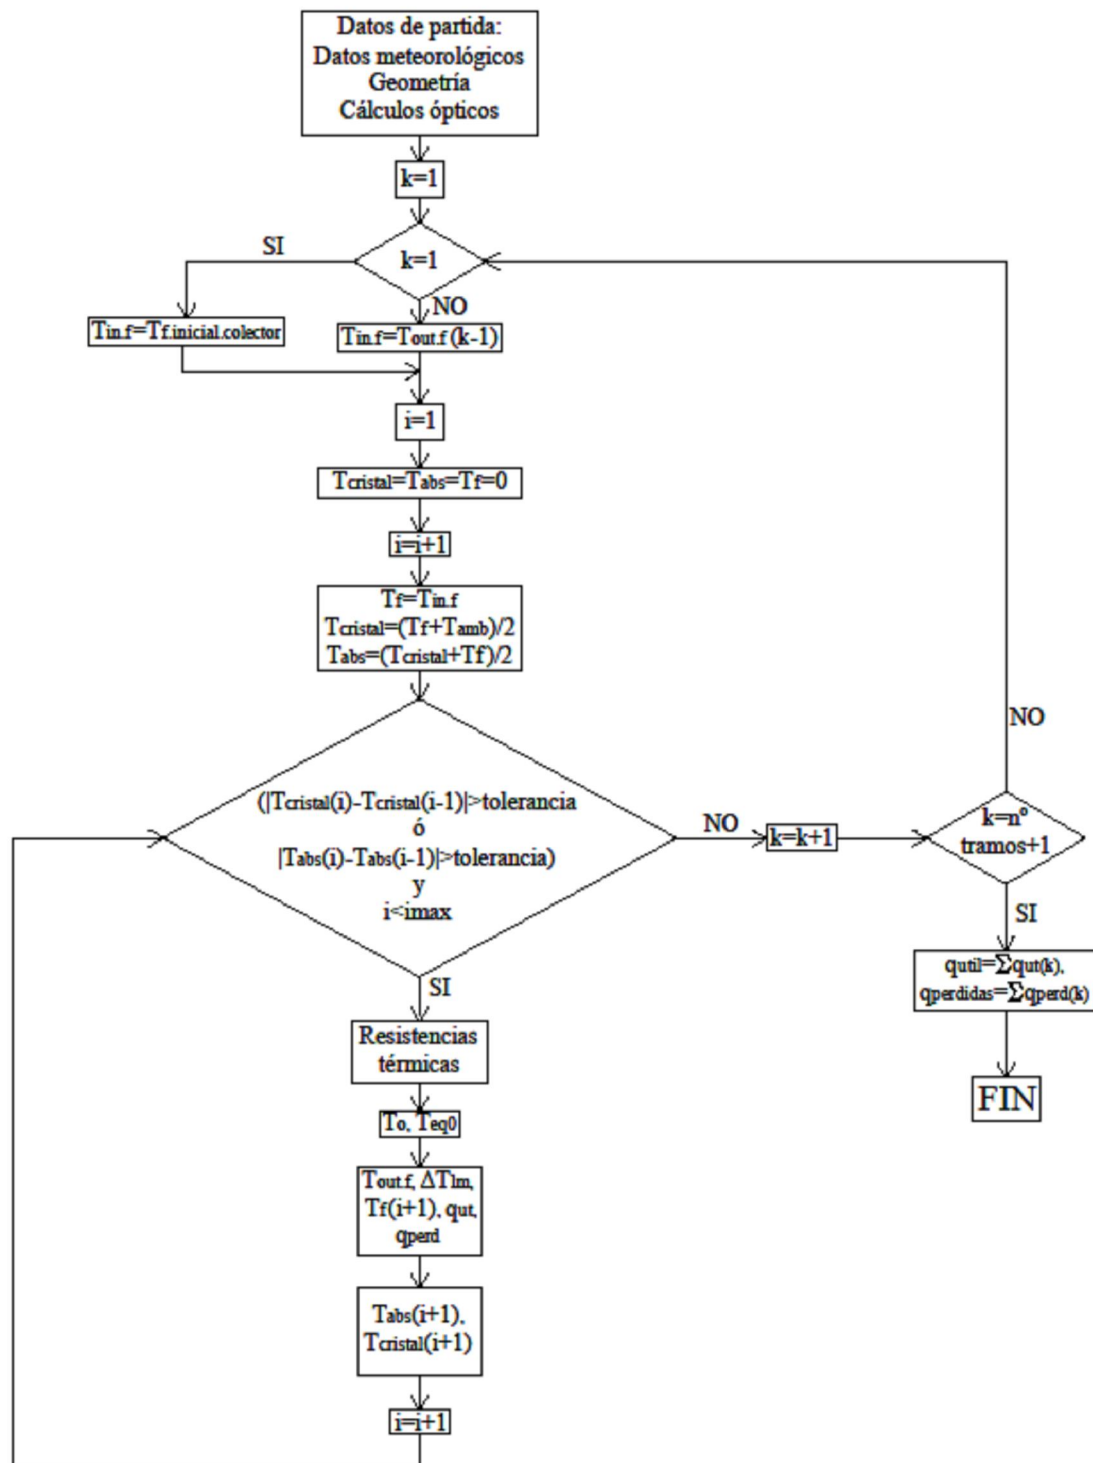 Datos de partida:
Datos meteorológicos
Geometría
Cálculos ópticos
k=1
k=1
SI
NO
Tin.f=Tf.inicial.colector
Tin.f=Tout.f (k-1)
i=1
Tcristal=Tabs=Tf=0
i=i+1
Tf=Tin.f
Tcristal=(Tf+Tamb)/2
Tabs=(Tcristal+Tf)/2
(|Tcristal(i)-Tcristal(i-1)|>tolerancia
ó
|Tabs(i)-Tabs(i-1)|>tolerancia)
y
i<imax
NO
k=k+1
k=nº
tramos+1
NO
SI
qutil=Σqut(k),
qperdidas=Σqperd(k)
FIN
SI
Resistencias
térmicas
To, Teq0
Tout.f, ΔTlm,
Tf(i+1), qut,
qperd
Tabs(i+1),
Tcristal(i+1)
i=i+1